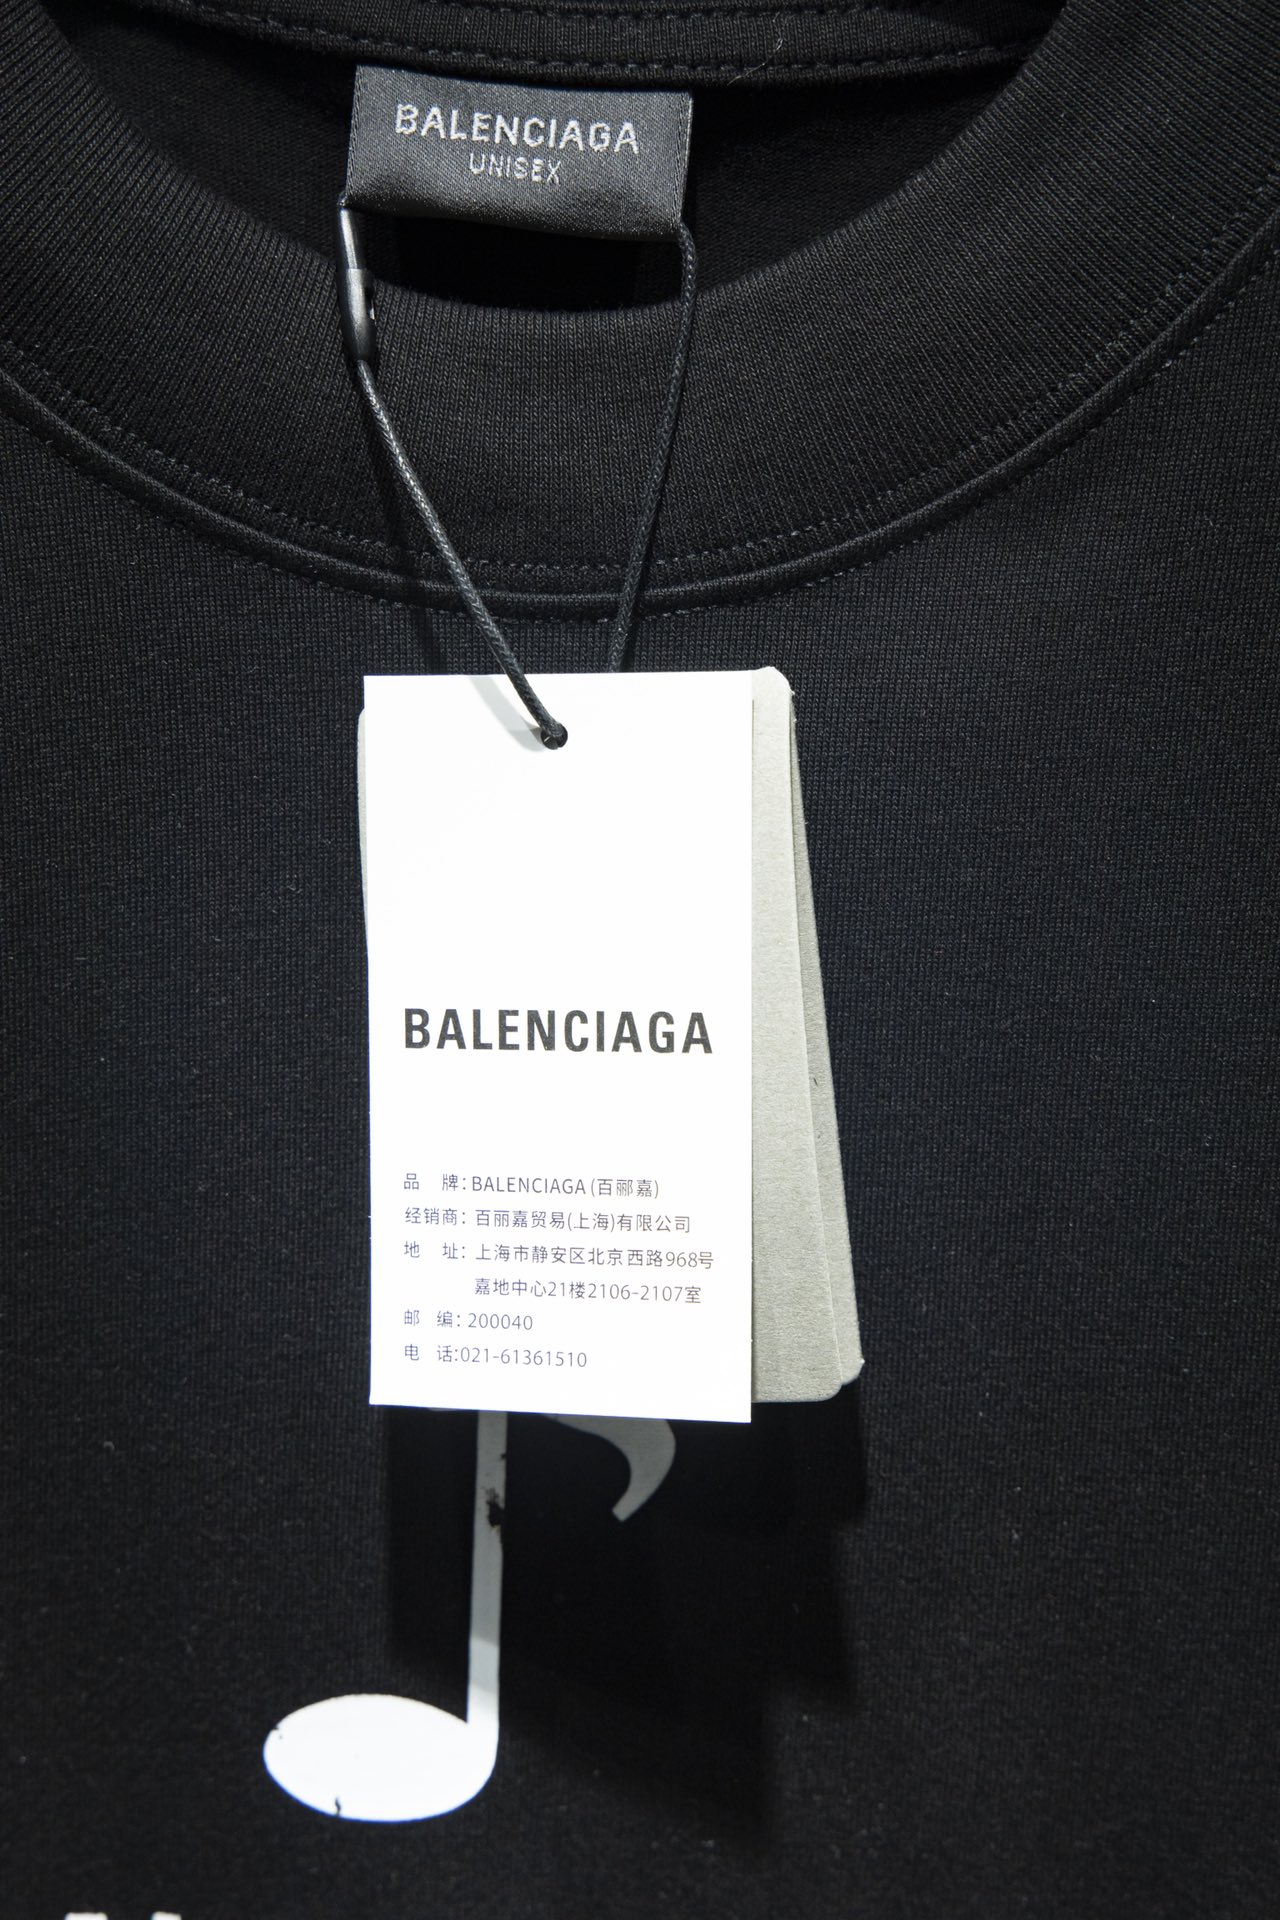 BALENCIAGA
UNISEX
BALENCIAGA
品 牌: BALENCIAGA (百郦嘉)
经销商: 百丽嘉贸易(上海)有限公司
地 址: 上海市静安区北京西路968号
嘉地中心21楼2106-2107室
邮 编: 200040
电 话:021-61361510